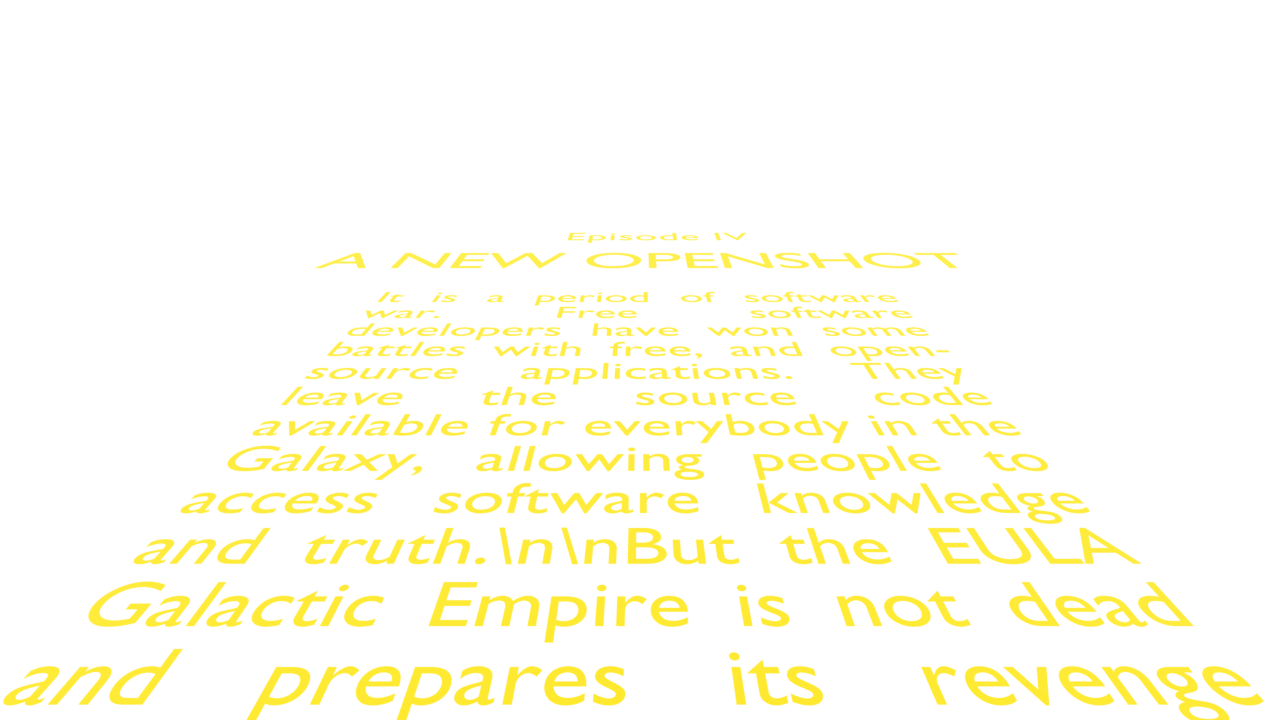 Episode IV
A NEW OPENSHOT
It is a period of software
war. Free software
developers have won some
battles with free, and open-
source applications. They
leave the source code
available for everybody in the
Galaxy, allowing people to
access software knowledge
and truth.\n\nBut the EULA
Galactic Empire is not dead
and prepares its revenge